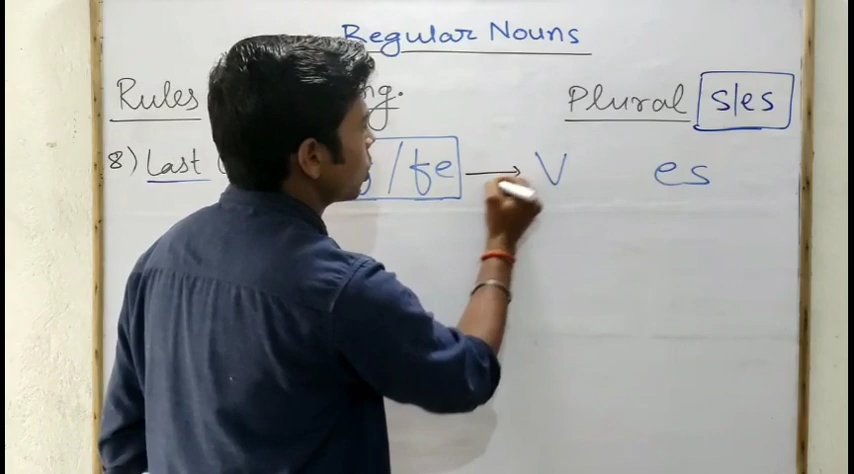 Regular Nouns
Rules ng. Plural s/es
8) Last / fe → V es